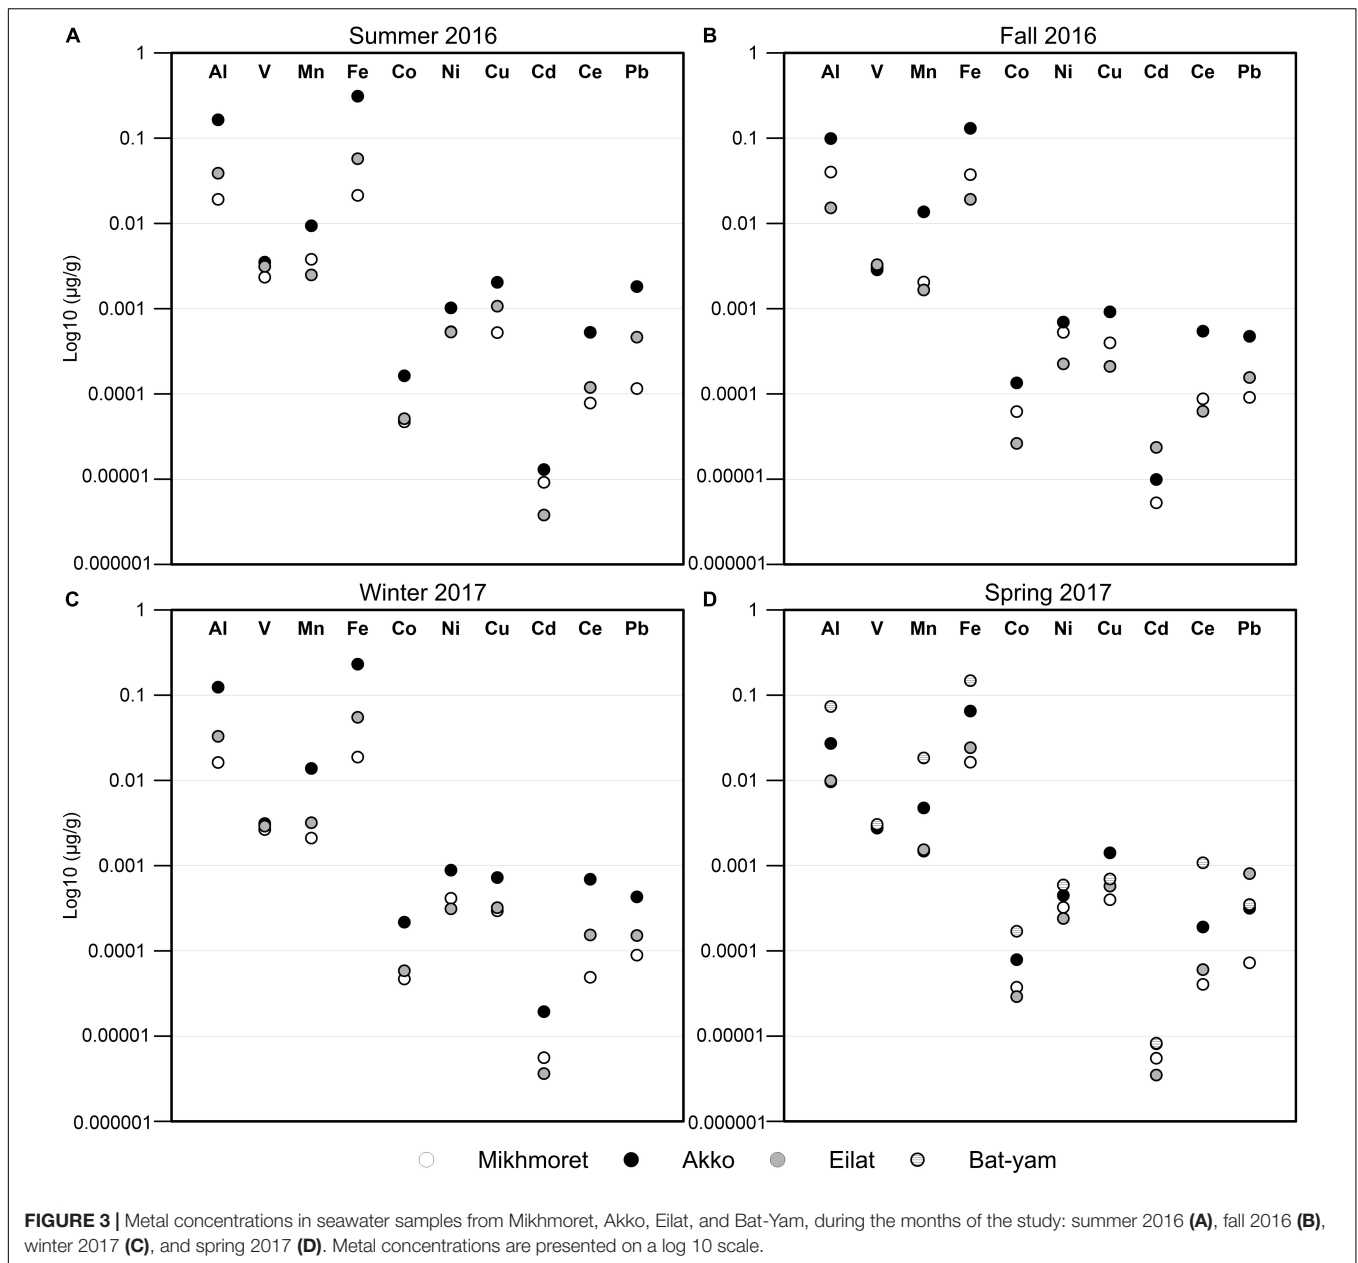 A
Summer 2016
B
Fall 2016
1
Al V Mn Fe Co Ni Cu Cd Ce Pb
0.1
0.01
0.001
0.0001
0.00001
0.000001
Log10 (µg/g)
1
Al V Mn Fe Co Ni Cu Cd Ce Pb
0.1
0.01
0.001
0.0001
0.00001
0.000001
C
Winter 2017
D
Spring 2017
1
Al V Mn Fe Co Ni Cu Cd Ce Pb
0.1
0.01
0.001
0.0001
0.00001
0.000001
Log10 (µg/g)
1
Al V Mn Fe Co Ni Cu Cd Ce Pb
0.1
0.01
0.001
0.0001
0.00001
0.000001
Mikhmoret Akko Eilat Bat-yam
FIGURE 3 | Metal concentrations in seawater samples from Mikhmoret, Akko, Eilat, and Bat-Yam, during the months of the study: summer 2016 (A), fall 2016 (B),
winter 2017 (C), and spring 2017 (D). Metal concentrations are presented on a log 10 scale.